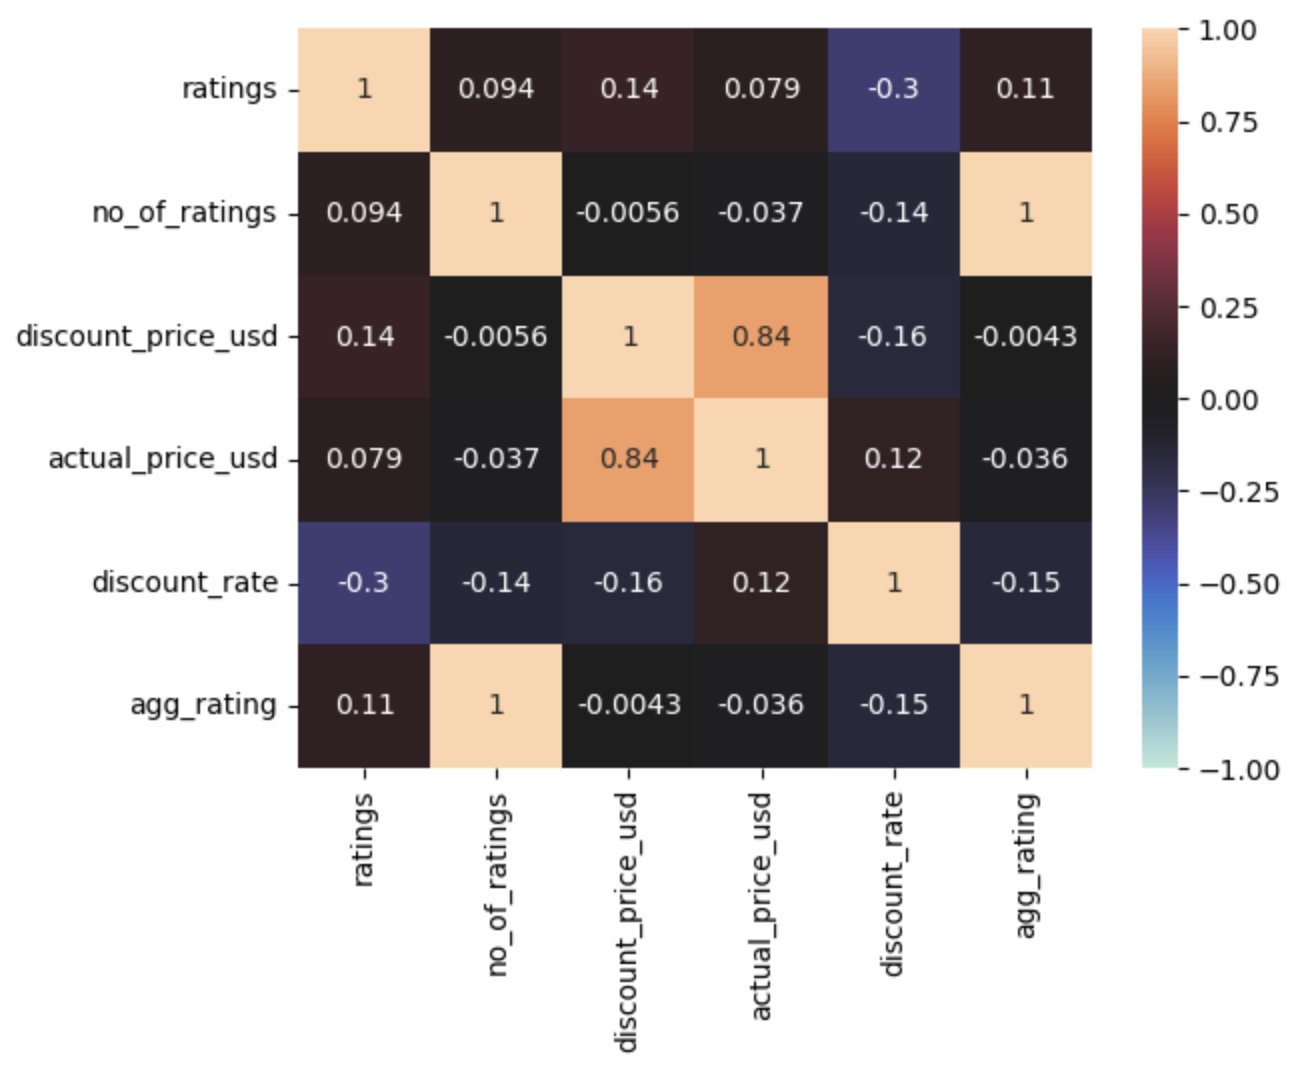 ratings 1 0.094 0.14 0.079 -0.3 0.11
no_of_ratings 0.094 1 -0.0056 -0.037 -0.14 1
discount_price_usd 0.14 -0.0056 1 0.84 -0.16 -0.0043
actual_price_usd 0.079 -0.037 0.84 1 0.12 -0.036
discount_rate -0.3 -0.14 -0.16 0.12 1 -0.15
agg_rating 0.11 1 -0.0043 -0.036 -0.15 1
ratings
no_of_ratings
discount_price_usd
actual_price_usd
discount_rate
agg_rating
1.00
0.75
0.50
0.25
0.00
−0.25
−0.50
−0.75
−1.00